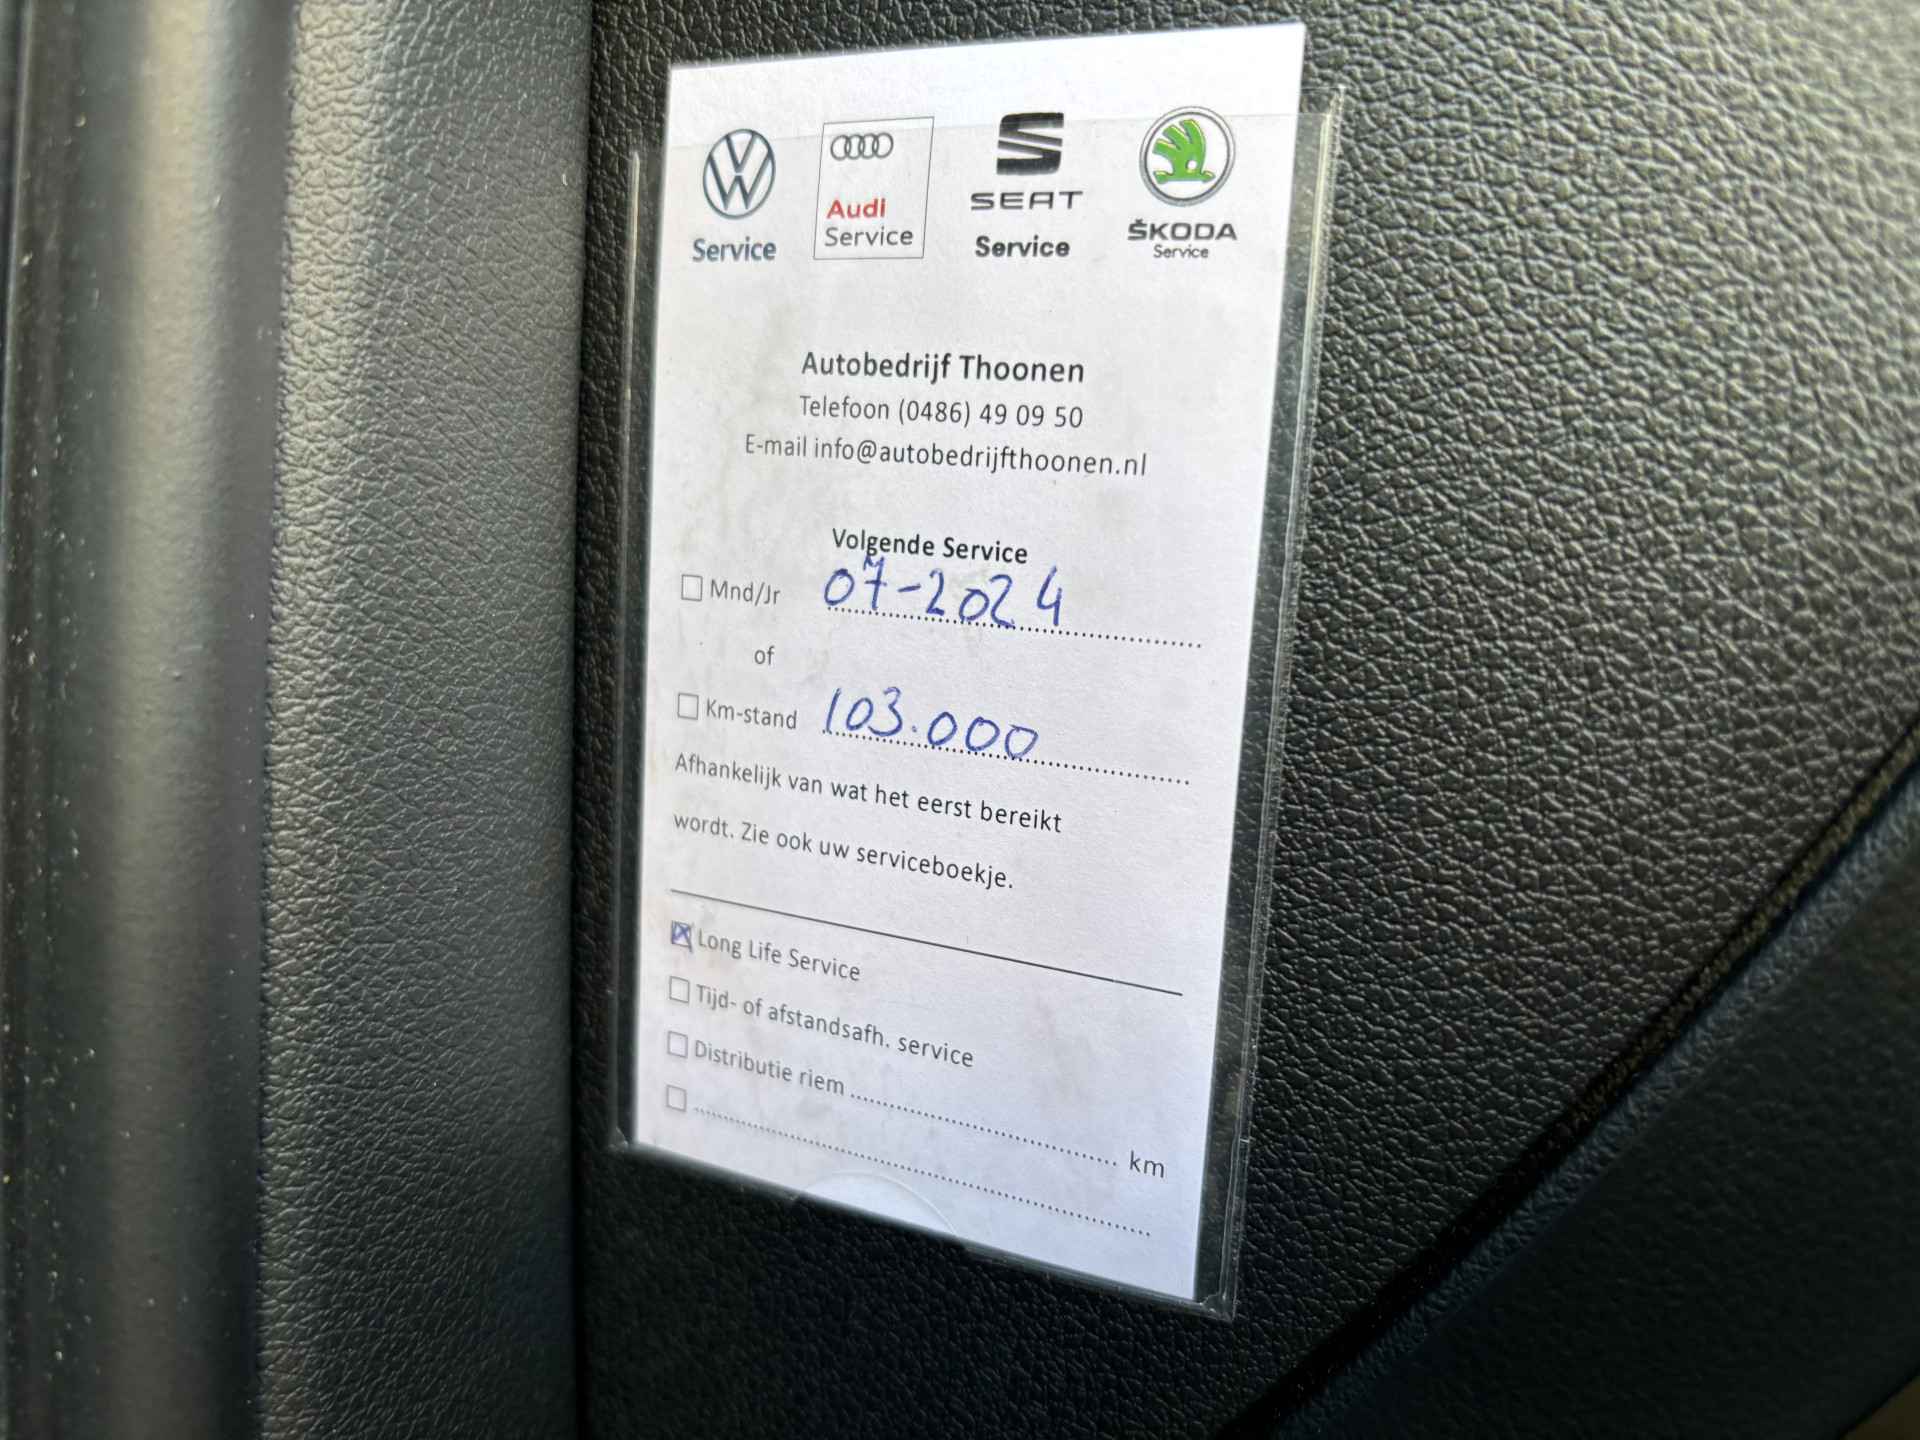 Service
Audi
Service
SEAT
Service
ŠKODA
Service
Autobedrijf Thoonen
Telefoon (0486) 49 09 50
E-mail info@autobedrijfthoonen.nl
Volgende Service
Mnd/Jr 07-2024
of
Km-stand 103.000
Afhankelijk van wat het eerst bereikt
wordt. Zie ook uw serviceboekje.
Long Life Service
Tijd- of afstandsafh. service
Distributie riem .......... km
..........